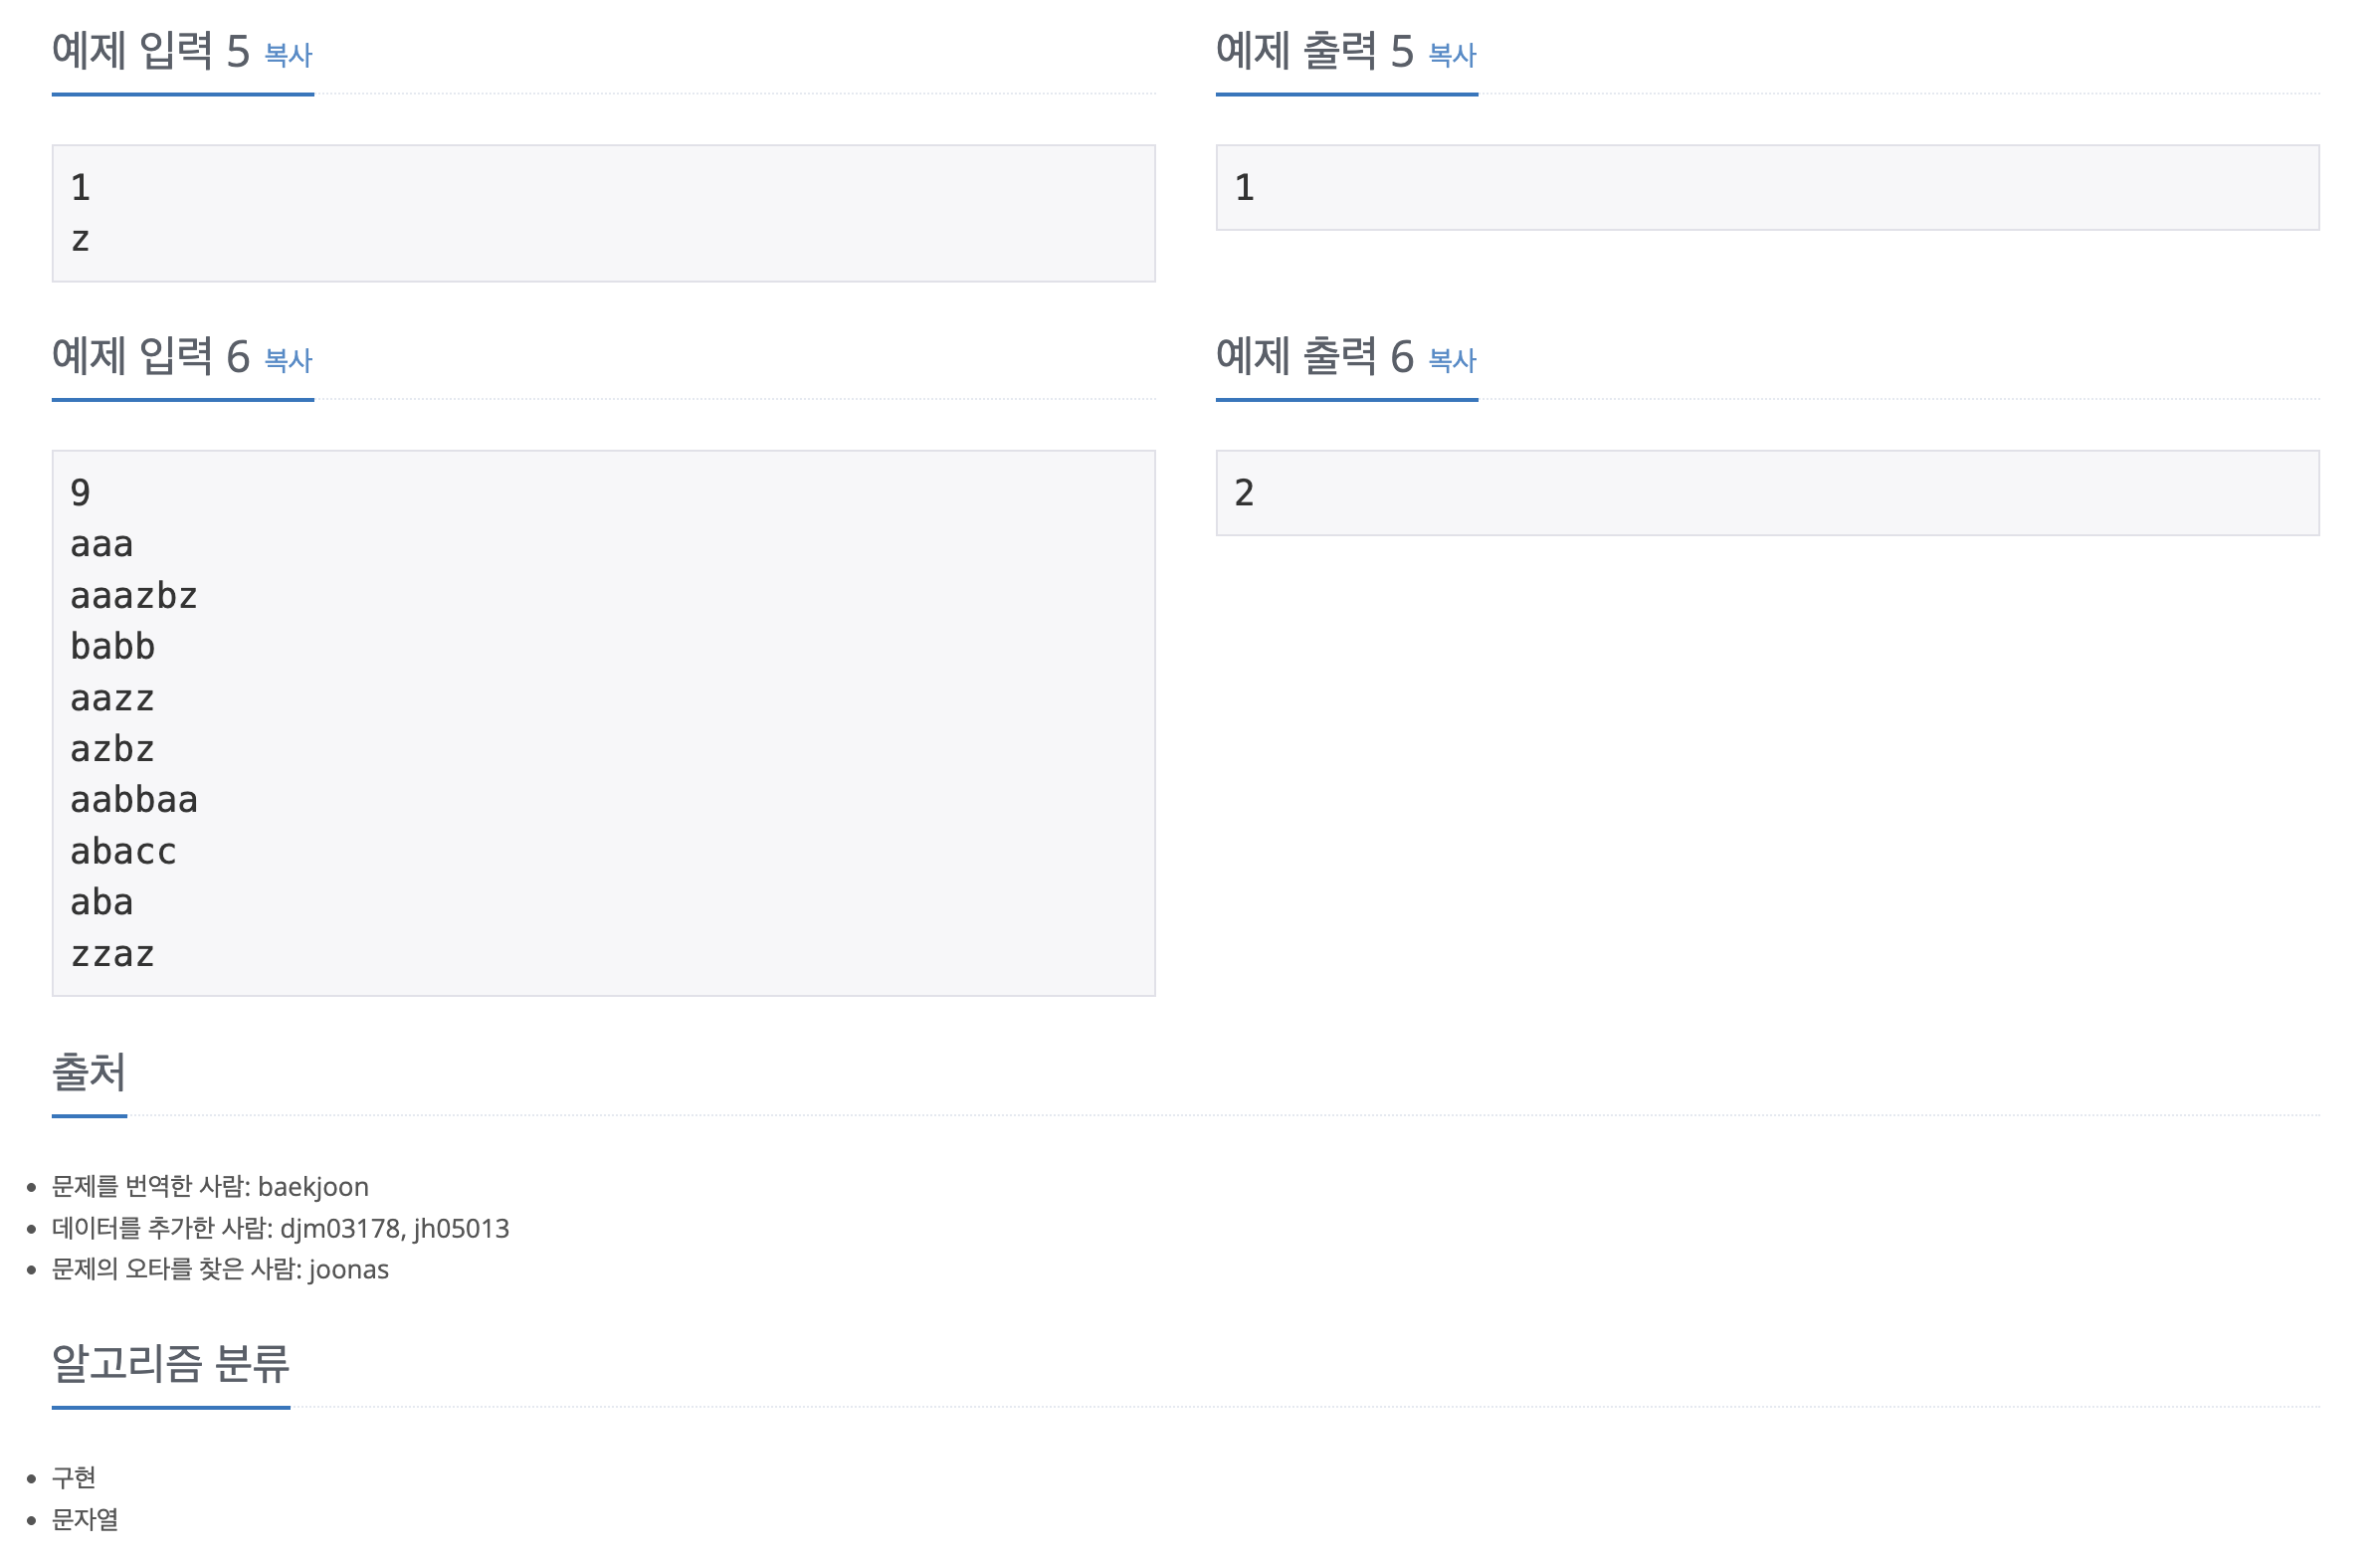 예제 입력 5 복사
1
z
예제 출력 5 복사
1
예제 입력 6 복사
9
aaa
aaazbz
babb
aazz
azbz
aabbaa
abacc
aba
zzaz
예제 출력 6 복사
2
출처
문제를 번역한 사람: baekjoon
데이터를 추가한 사람: djm03178, jh05013
문제의 오타를 찾은 사람: joonas
알고리즘 분류
구현
문자열